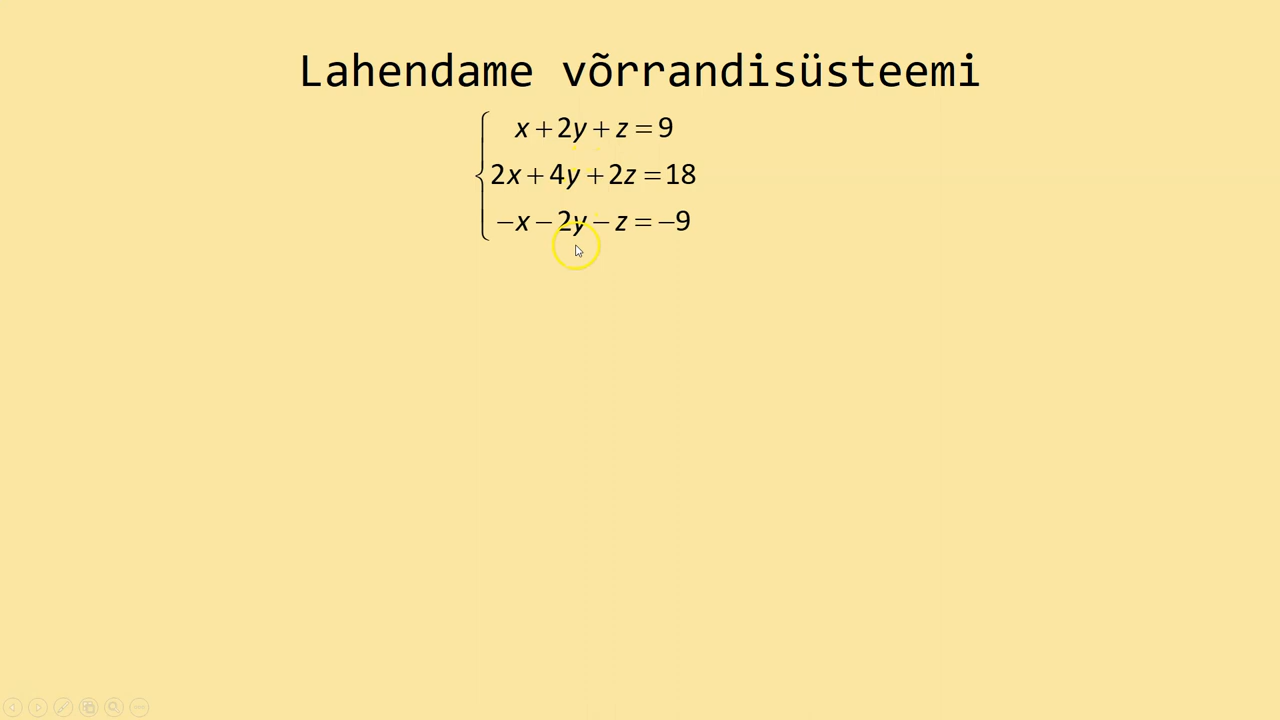 Lahendame võrrandisüsteemi
x + 2y + z = 9
2x + 4y + 2z = 18
−x − 2y − z = −9